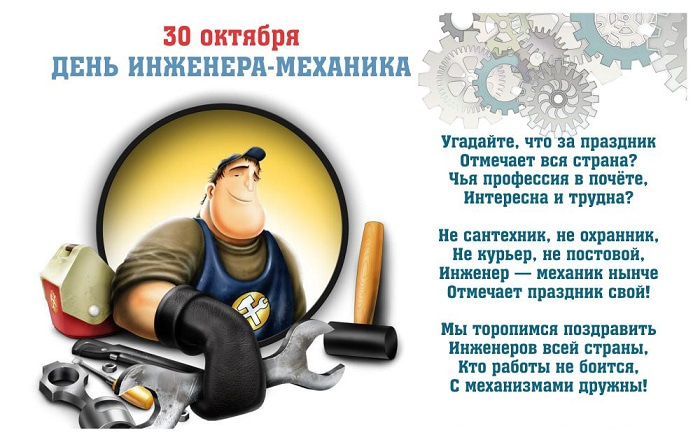 30 октября
ДЕНЬ ИНЖЕНЕРА-МЕХАНИКА
Угадайте, что за праздник
Отмечает вся страна?
Чья профессия в почёте,
Интересна и трудна?
Не сантехник, не охранник,
Не курьер, не постовой,
Инженер — механик нынче
Отмечает праздник свой!
Мы торопимся поздравить
Инженеров всей страны,
Кто работы не боится,
С механизмами дружны!